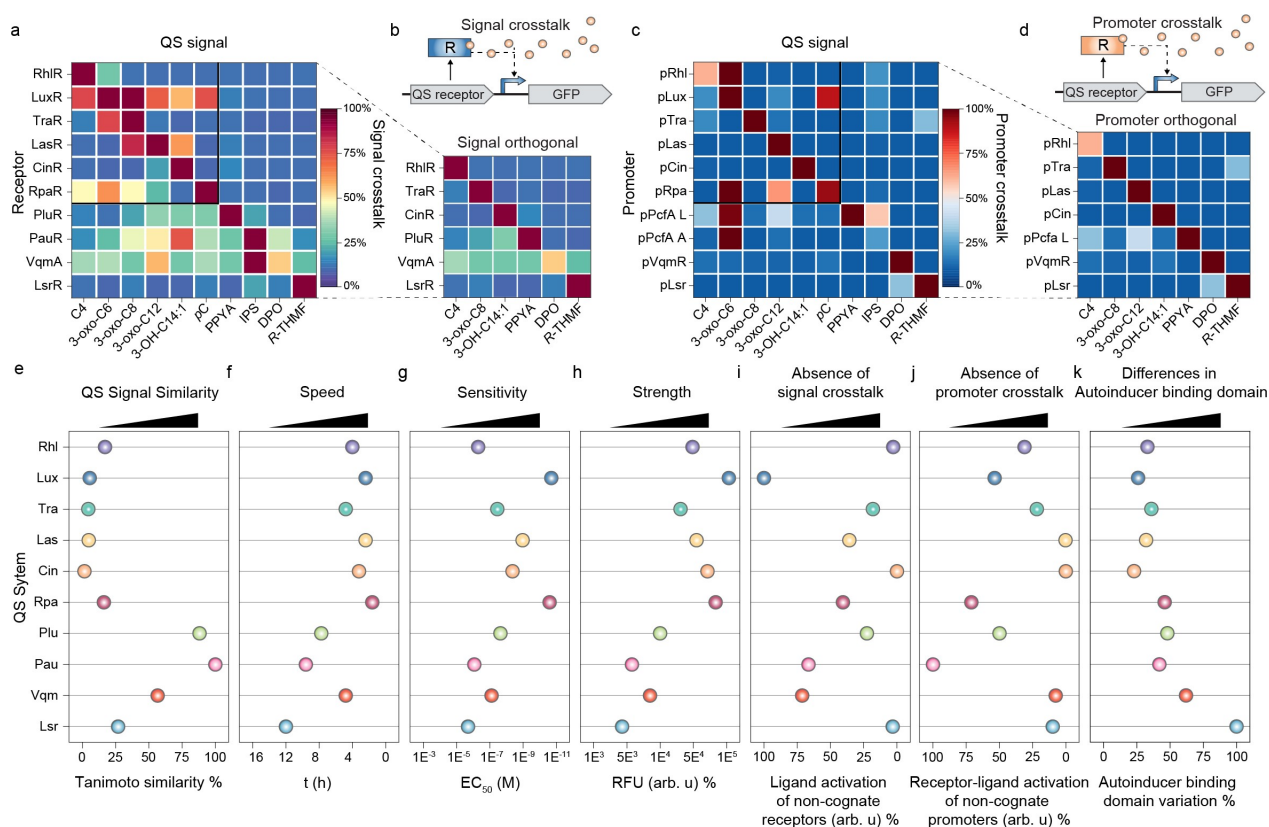 a
QS signal
RhlR
LuxR
TraR
LasR
CinR
RpaR
PluR
PauR
VqmA
LsrR
Receptor
C4
3-oxo-C6
3-oxo-C8
3-oxo-C12
3-OH-C14:1
pC
PPYA
IPS
DPO
R-THMF
100%
75%
50%
25%
0%
Signal crosstalk
b
Signal crosstalk
R
QS receptor
GFP
Signal orthogonal
RhlR
TraR
CinR
PluR
VqmA
LsrR
C4
3-oxo-C8
3-OH-C14:1
PPYA
DPO
R-THMF
c
QS signal
pRhl
pLux
pTra
pLas
pCin
pRpa
pPcfA L
pPcfA A
pVqmR
pLsr
Promoter
C4
3-oxo-C6
3-oxo-C8
3-oxo-C12
3-OH-C14:1
pC
PPYA
IPS
DPO
R-THMF
100%
75%
50%
25%
0%
Promoter crosstalk
d
Promoter crosstalk
R
QS receptor
GFP
Promoter orthogonal
pRhl
pTra
pLas
pCin
pPcfa L
pVqmR
pLsr
C4
3-oxo-C8
3-oxo-C12
3-OH-C14:1
PPYA
DPO
R-THMF
e
QS Signal Similarity
QS Sytem
Rhl
Lux
Tra
Las
Cin
Rpa
Plu
Pau
Vqm
Lsr
0 25 50 75 100
Tanimoto similarity %
f
Speed
16 12 8 4 0
t (h)
g
Sensitivity
1E-3 1E-5 1E-7 1E-9 1E-11
EC50 (M)
h
Strength
1E3 5E3 1E4 5E4 1E5
RFU (arb. u) %
i
Absence of
signal crosstalk
100 75 50 25 0
Ligand activation
of non-cognate
receptors (arb. u) %
j
Absence of
promoter crosstalk
100 75 50 25 0
Receptor-ligand activation
of non-cognate
promoters (arb. u) %
k
Differences in
Autoinducer binding domain
0 25 50 75 100
Autoinducer binding
domain variation %